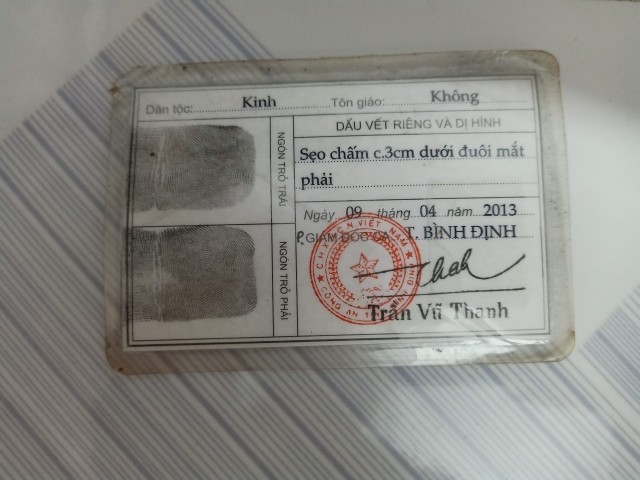 Dân tộc: Kinh Tôn giáo: Không
NGÓN TRỎ TRÁI
NGÓN TRỎ PHẢI
DẤU VẾT RIÊNG VÀ DỊ HÌNH
Sẹo chấm c.3cm dưới đuôi mắt
phải
Ngày 09 tháng 04 năm 2013
P. GIÁM ĐỐC CA T. BÌNH ĐỊNH
Trần Vũ Thanh